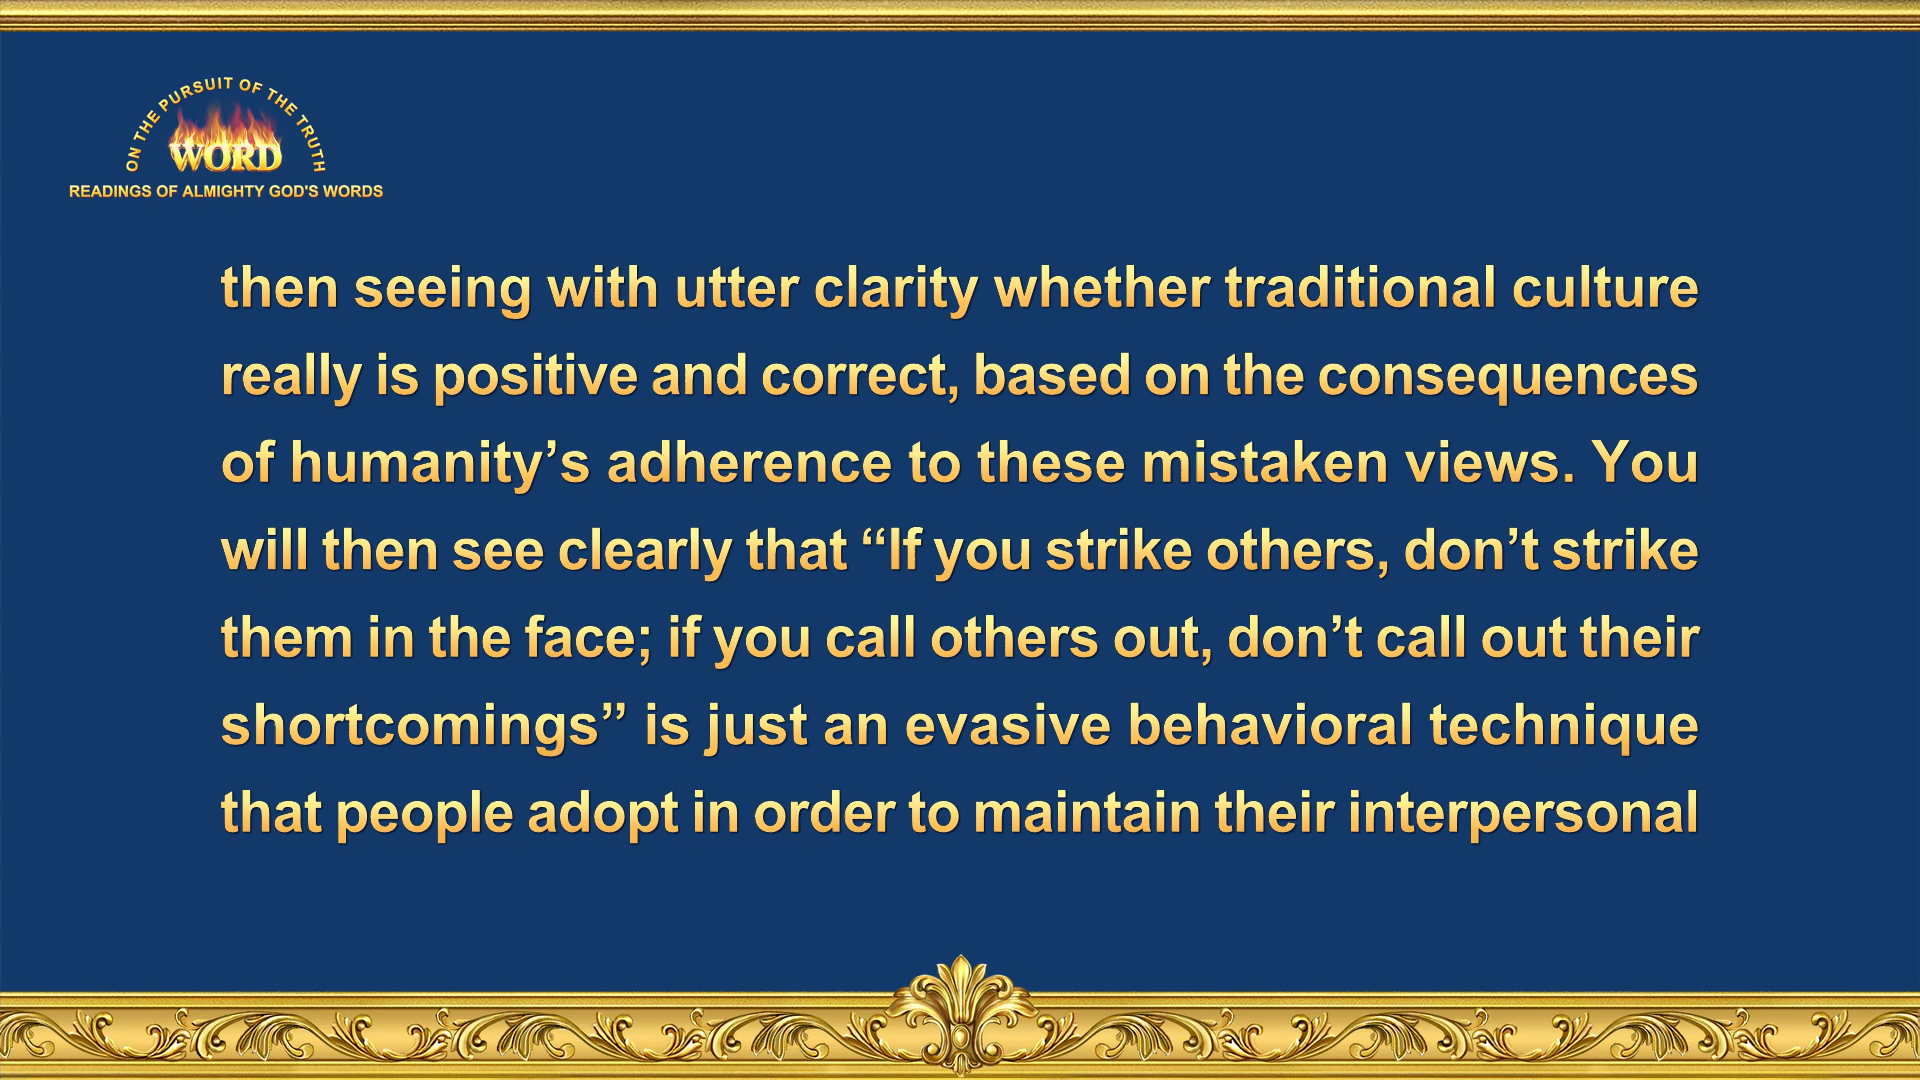 ON THE PURSUIT OF THE TRUTH
WORD
READINGS OF ALMIGHTY GOD'S WORDS
then seeing with utter clarity whether traditional culture
really is positive and correct, based on the consequences
of humanity’s adherence to these mistaken views. You
will then see clearly that “If you strike others, don’t strike
them in the face; if you call others out, don’t call out their
shortcomings” is just an evasive behavioral technique
that people adopt in order to maintain their interpersonal